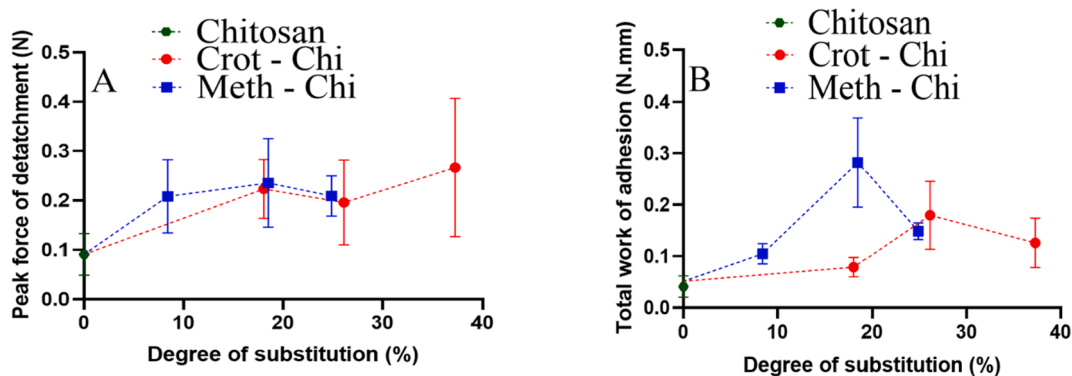 Chitosan
Crot - Chi
Meth - Chi
A
Peak force of detatchment (N)
0.5
0.4
0.3
0.2
0.1
0.0
0 10 20 30 40
Degree of substitution (%)
Chitosan
Crot - Chi
Meth - Chi
B
Total work of adhesion (N.mm)
0.5
0.4
0.3
0.2
0.1
0.0
0 10 20 30 40
Degree of substitution (%)